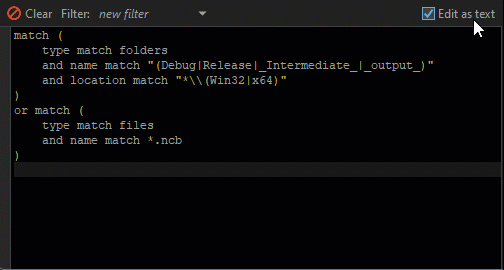 Clear Filter: new filter Edit as text
match (
    type match folders
    and name match "(Debug|Release|_Intermediate_|_output_)"
    and location match "*\\(Win32|x64)"
)
or match (
    type match files
    and name match *.ncb
)